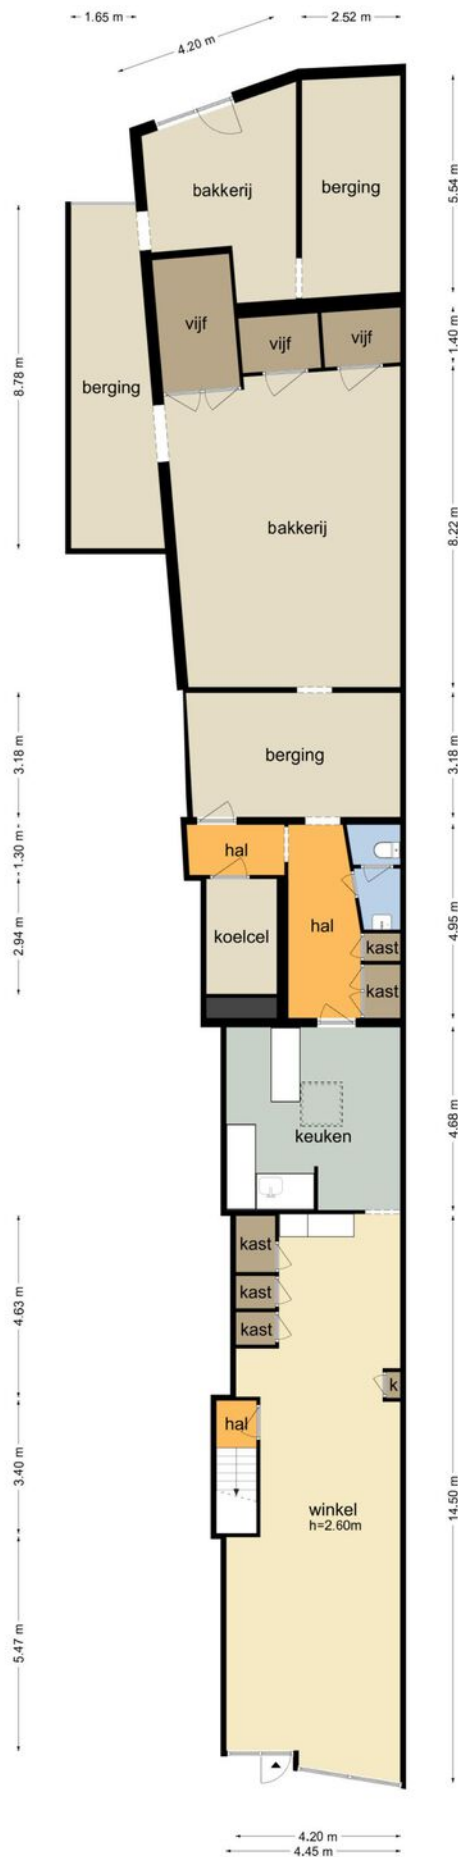 1.65 m
4.20 m
2.52 m
5.54 m
bakkerij
berging
8.78 m
1.40 m
vijf
vijf
vijf
berging
8.22 m
bakkerij
3.18 m
berging
3.18 m
1.30 m
hal
2.94 m
koelcel
hal
4.95 m
kast
kast
keuken
4.68 m
4.63 m
kast
kast
kast
k
3.40 m
hal
winkel
h=2.60m
14.50 m
5.47 m
4.20 m
4.45 m